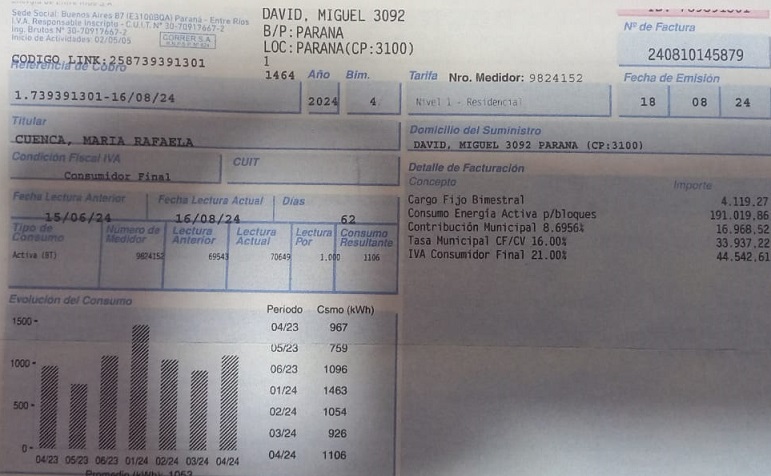 Sede Social: Buenos Aires 87 (E3100BQA) Paraná - Entre Ríos
I.V.A. Responsable Inscripto - C.U.I.T. Nº 30-70917667-2
Ing. Brutos Nº 30-70917667-2
Inicio de Actividades: 02/05/05
CORRER S.A.
CODIGO LINK:258739391301
DAVID, MIGUEL 3092
B/P:PARANA
LOC:PARANA(CP:3100)
1
1464
Nº de Factura
240810145879
Referencia de Cobro
1.739391301-16/08/24
Año
2024
Bim.
4
Tarifa
Nro. Medidor: 9824152
Nivel 1 - Residencial
Fecha de Emisión
18 08 24
Titular
CUENCA, MARIA RAFAELA
Domicilio del Suministro
DAVID, MIGUEL 3092 PARANA (CP:3100)
Condición Fiscal IVA
Consumidor Final
CUIT
Fecha Lectura Anterior
15/06/24
Fecha Lectura Actual
16/08/24
Días
62
Tipo de Consumo
Número de Medidor
Lectura Anterior
Lectura Actual
Lectura Por
Consumo Resultante
Activa (BT) 9824152 69543 70649 1.000 1106
Detalle de Facturación
Concepto Importe
Cargo Fijo Bimestral 4.119,27
Consumo Energía Activa p/bloques 191.019,86
Contribución Municipal 8.6956% 16.968,52
Tasa Municipal CF/CV 16.00% 33.937,22
IVA Consumidor Final 21.00% 44.542,61
Evolución del Consumo
1500
1000
500
0
04/23 05/23 06/23 01/24 02/24 03/24 04/24
Promedio (kWh): 1053
Periodo Csmo (kWh)
04/23 967
05/23 759
06/23 1096
01/24 1463
02/24 1054
03/24 926
04/24 1106